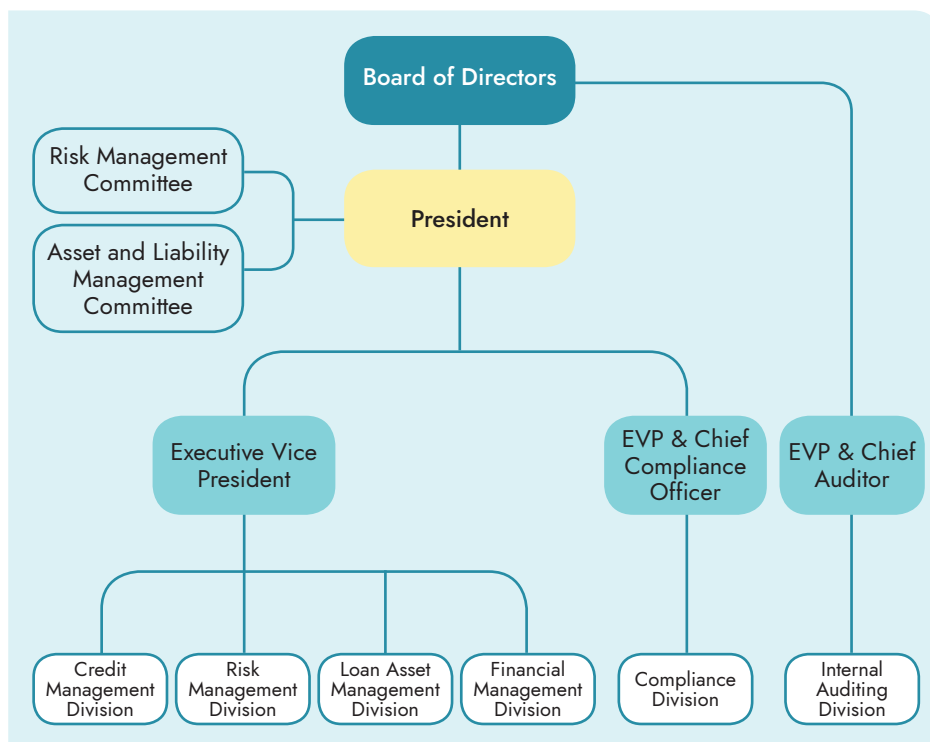 Board of Directors
Risk Management
Committee
President
Asset and Liability
Management
Committee
Executive Vice
President
EVP & Chief
Compliance
Officer
EVP & Chief
Auditor
Credit
Management
Division
Risk
Management
Division
Loan Asset
Management
Division
Financial
Management
Division
Compliance
Division
Internal
Auditing
Division